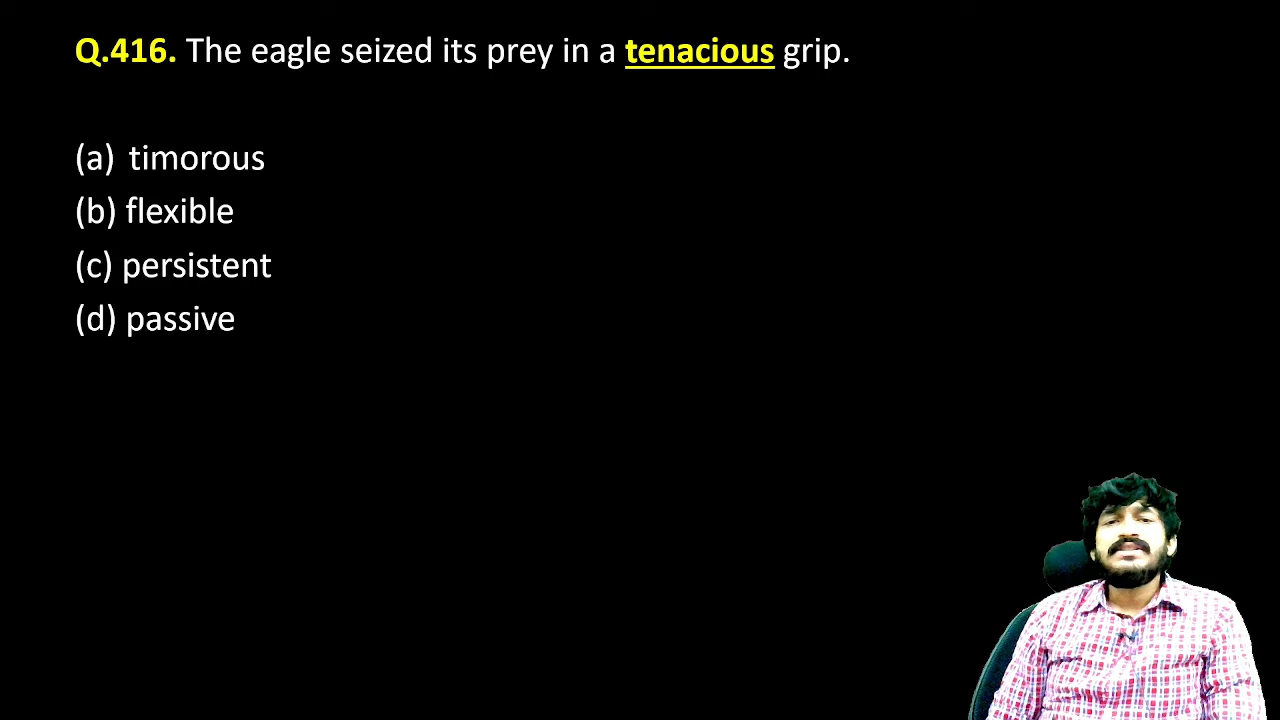 Q.416. The eagle seized its prey in a tenacious grip.
(a) timorous
(b) flexible
(c) persistent
(d) passive